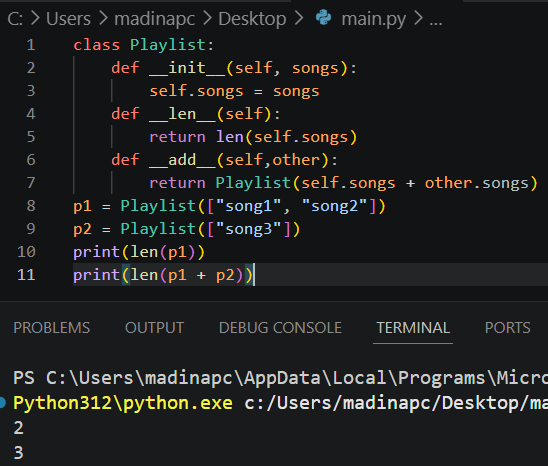 C: > Users > madinapc > Desktop > main.py > ...
1 class Playlist:
2     def __init__(self, songs):
3         self.songs = songs
4     def __len__(self):
5         return len(self.songs)
6     def __add__(self,other):
7         return Playlist(self.songs + other.songs)
8 p1 = Playlist(["song1", "song2"])
9 p2 = Playlist(["song3"])
10 print(len(p1))
11 print(len(p1 + p2))
PROBLEMS OUTPUT DEBUG CONSOLE TERMINAL PORTS
PS C:\Users\madinapc\AppData\Local\Programs\Micro
Python312\python.exe c:/Users/madinapc/Desktop/ma
2
3